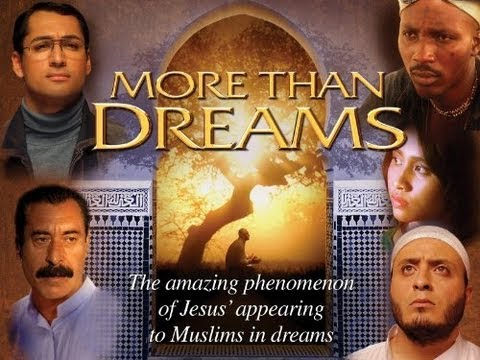 MORE THAN
DREAMS
The amazing phenomenon
of Jesus' appearing
to Muslims in dreams